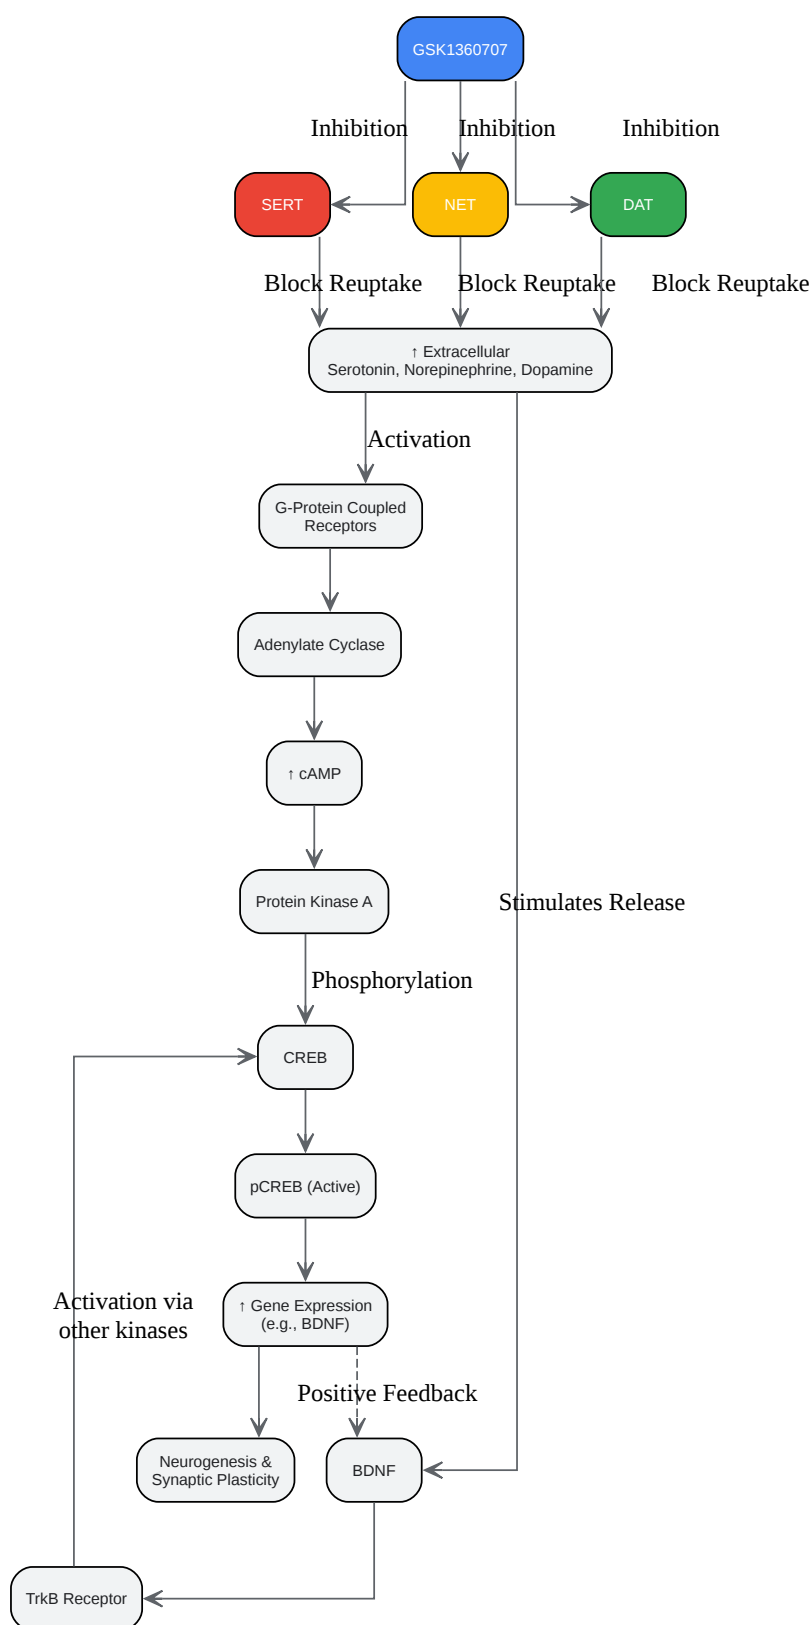 GSK1360707
Inhibition
Inhibition
Inhibition
SERT
NET
DAT
Block Reuptake
Block Reuptake
Block Reuptake
↑ Extracellular
Serotonin, Norepinephrine, Dopamine
Activation
G-Protein Coupled
Receptors
Adenylate Cyclase
↑ cAMP
Protein Kinase A
Stimulates Release
Phosphorylation
CREB
pCREB (Active)
Activation via
other kinases
↑ Gene Expression
(e.g., BDNF)
Positive Feedback
Neurogenesis &
Synaptic Plasticity
BDNF
TrkB Receptor